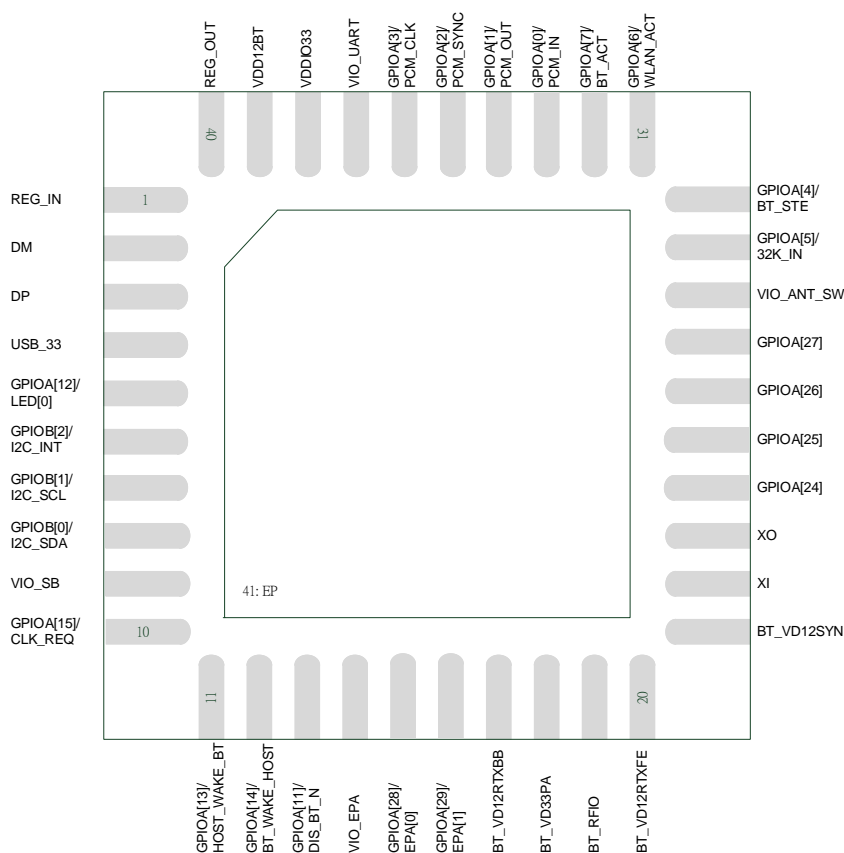 REG_OUT
VDD12BT
VDDIO33
VIO_UART
GPIOA[3]/
PCM_CLK
GPIOA[2]/
PCM_SYNC
GPIOA[1]/
PCM_OUT
GPIOA[0]/
PCM_IN
GPIOA[7]/
BT_ACT
GPIOA[6]/
WLAN_ACT
40
31
REG_IN
1
DM
DP
USB_33
GPIOA[12]/
LED[0]
GPIOB[2]/
I2C_INT
GPIOB[1]/
I2C_SCL
GPIOB[0]/
I2C_SDA
VIO_SB
GPIOA[15]/
CLK_REQ
10
GPIOA[4]/
BT_STE
GPIOA[5]/
32K_IN
VIO_ANT_SW
GPIOA[27]
GPIOA[26]
GPIOA[25]
GPIOA[24]
XO
XI
BT_VD12SYN
41: EP
11
20
GPIOA[13]/
HOST_WAKE_BT
GPIOA[14]/
BT_WAKE_HOST
GPIOA[11]/
DIS_BT_N
VIO_EPA
GPIOA[28]/
EPA[0]
GPIOA[29]/
EPA[1]
BT_VD12RTXBB
BT_VD33PA
BT_RFIO
BT_VD12RTXFE